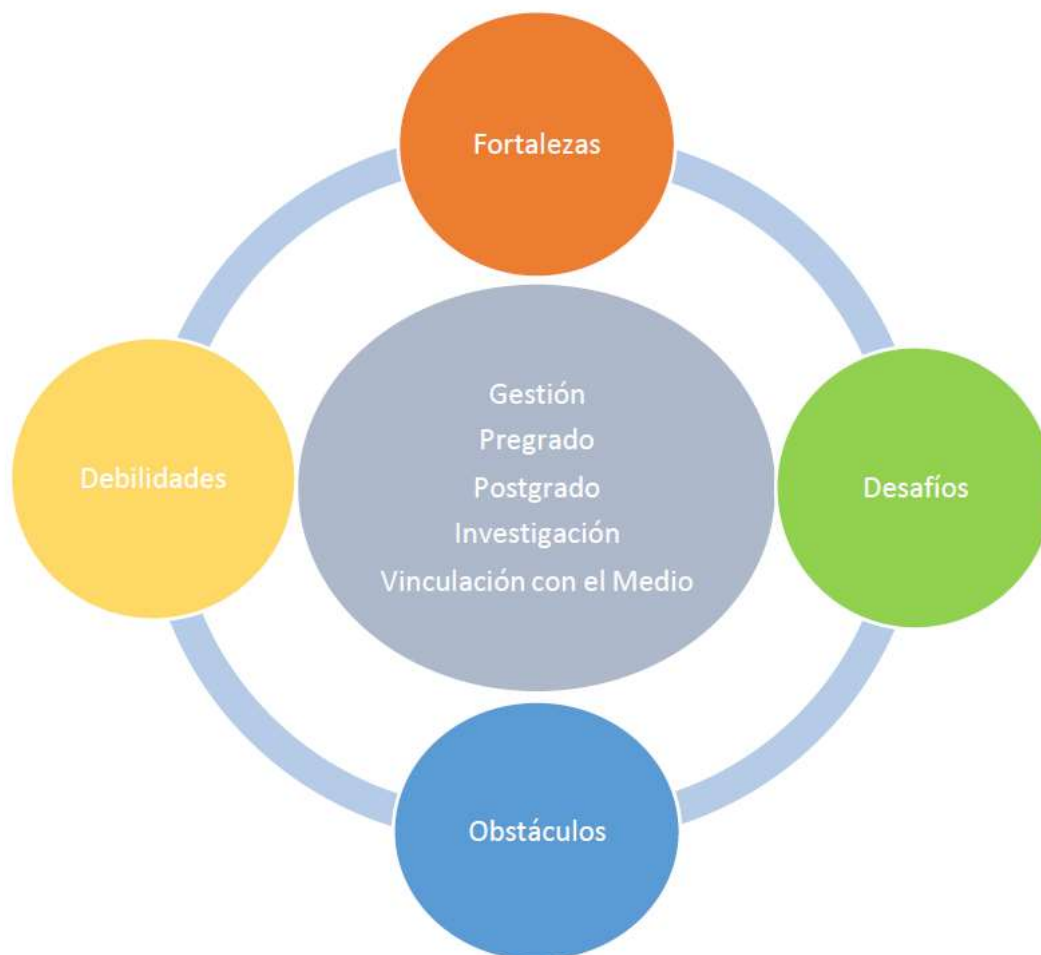 Fortalezas
Gestión
Pregrado
Postgrado
Investigación
Vinculación con el Medio
Debilidades
Desafíos
Obstáculos